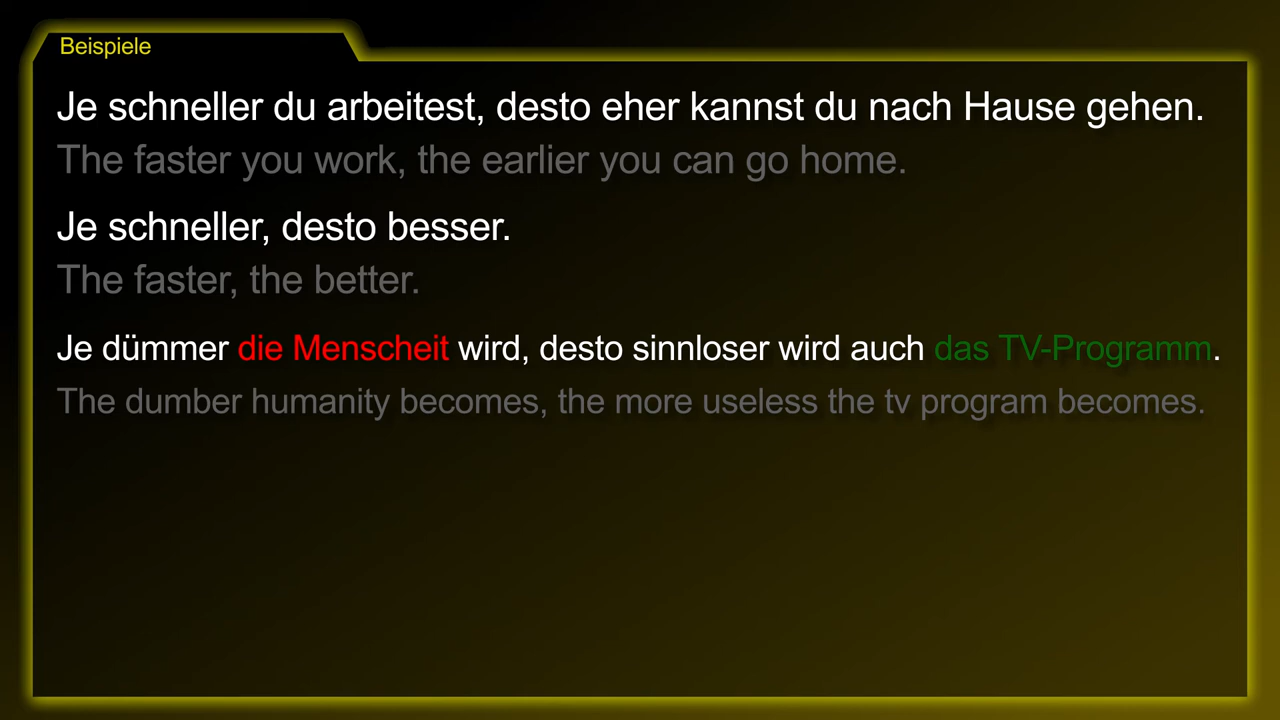 Beispiele
Je schneller du arbeitest, desto eher kannst du nach Hause gehen.
The faster you work, the earlier you can go home.
Je schneller, desto besser.
The faster, the better.
Je dümmer die Menscheit wird, desto sinnloser wird auch das TV-Programm.
The dumber humanity becomes, the more useless the tv program becomes.